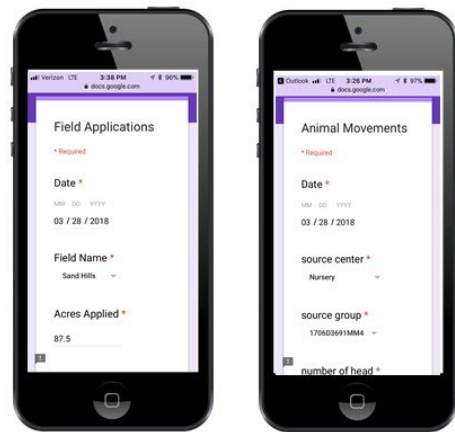 Verizon LTE 3:38 PM 96%
docs.google.com
Field Applications
* Required
Date *
MM DD YYYY
03 / 28 / 2018
Field Name *
Sand Hills
Acres Applied *
87.5
Outlook LTE 3:26 PM 97%
docs.google.com
Animal Movements
* Required
Date *
MM DD YYYY
03 / 28 / 2018
source center *
Nursery
source group *
1706D3691MM4
number of head *